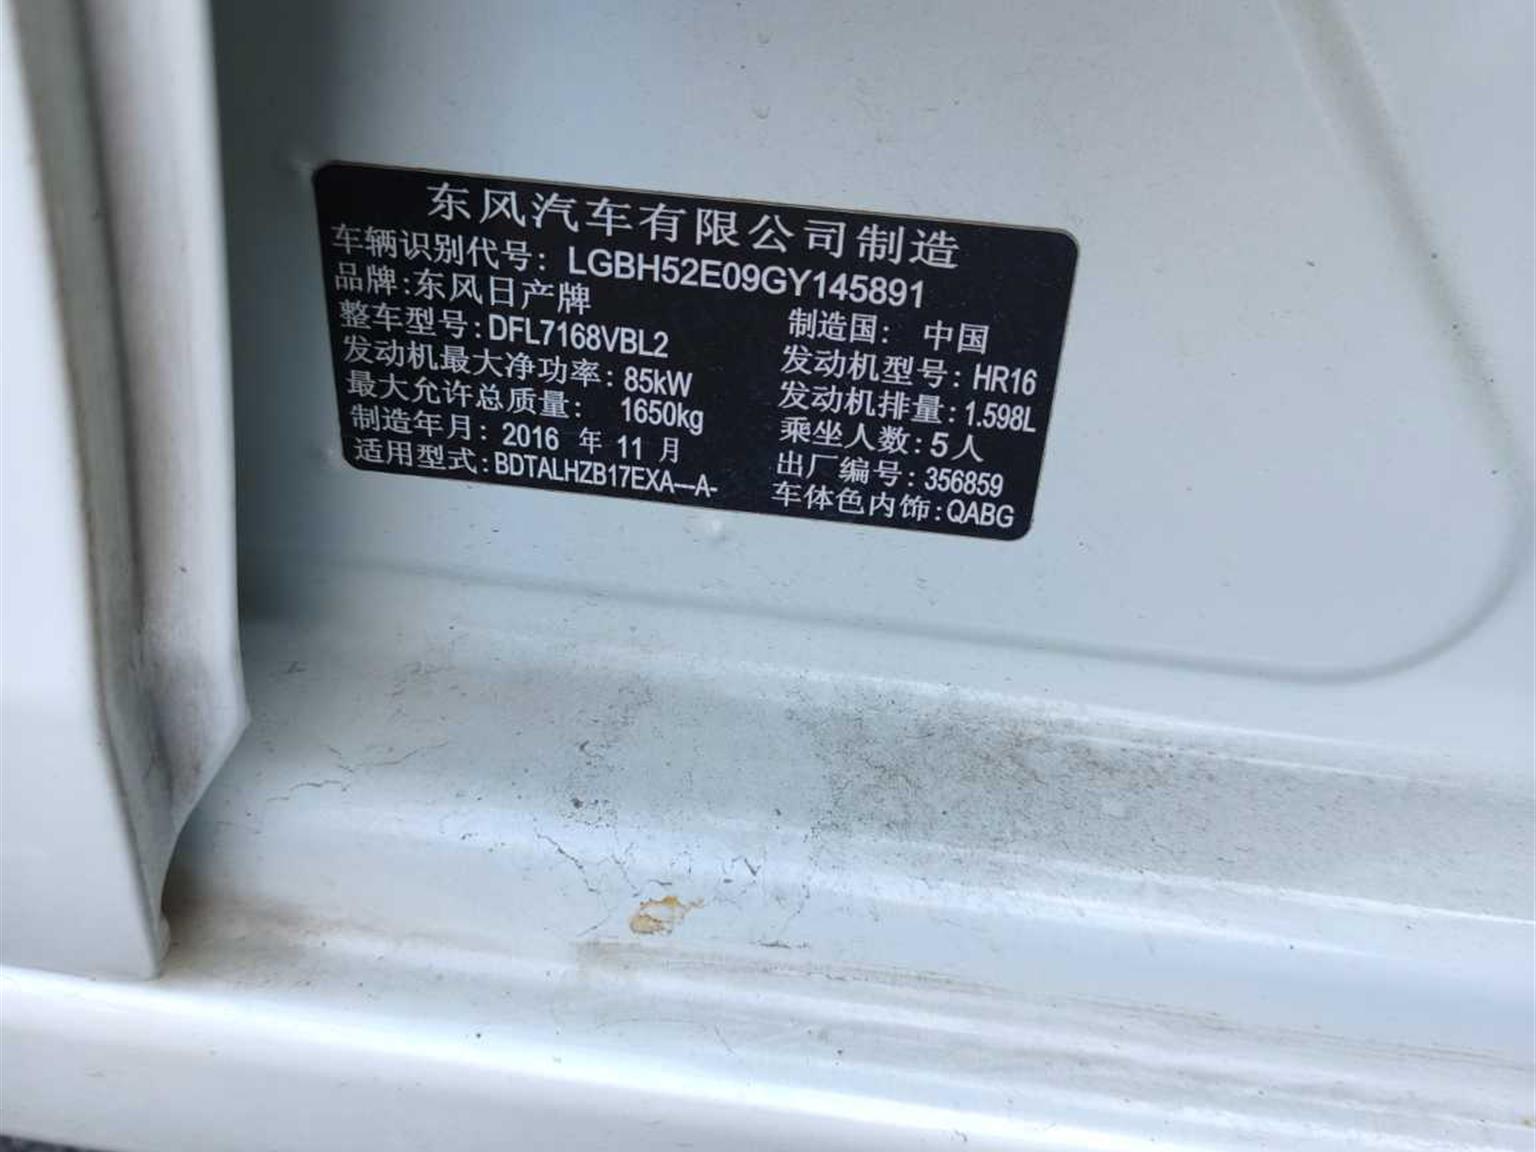 东风汽车有限公司制造
车辆识别代号: LGBH52E09GY145891
品牌:东风日产牌 制造国: 中国
整车型号:DFL7168VBL2 发动机型号: HR16
发动机最大净功率: 85kW 发动机排量: 1.598L
最大允许总质量: 1650kg 乘坐人数: 5人
制造年月: 2016 年 11 月 出厂编号: 356859
适用型式: BDTALHZB17EXA---A- 车体色内饰: QABG